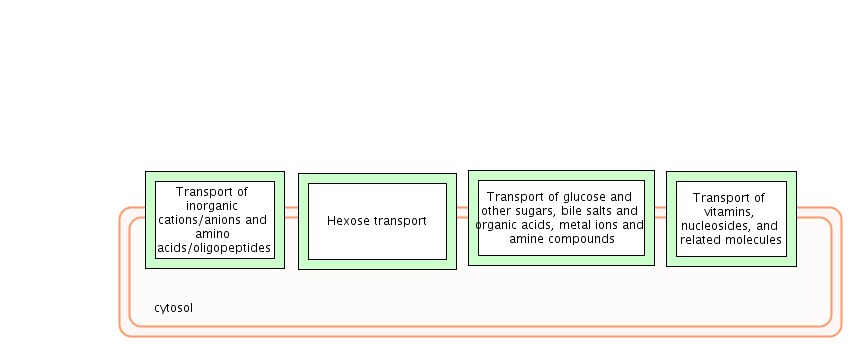 Transport of
inorganic
cations/anions and
amino
acids/oligopeptides
Hexose transport
Transport of glucose and
other sugars, bile salts and
organic acids, metal ions and
amine compounds
Transport of
vitamins,
nucleosides, and
related molecules
cytosol